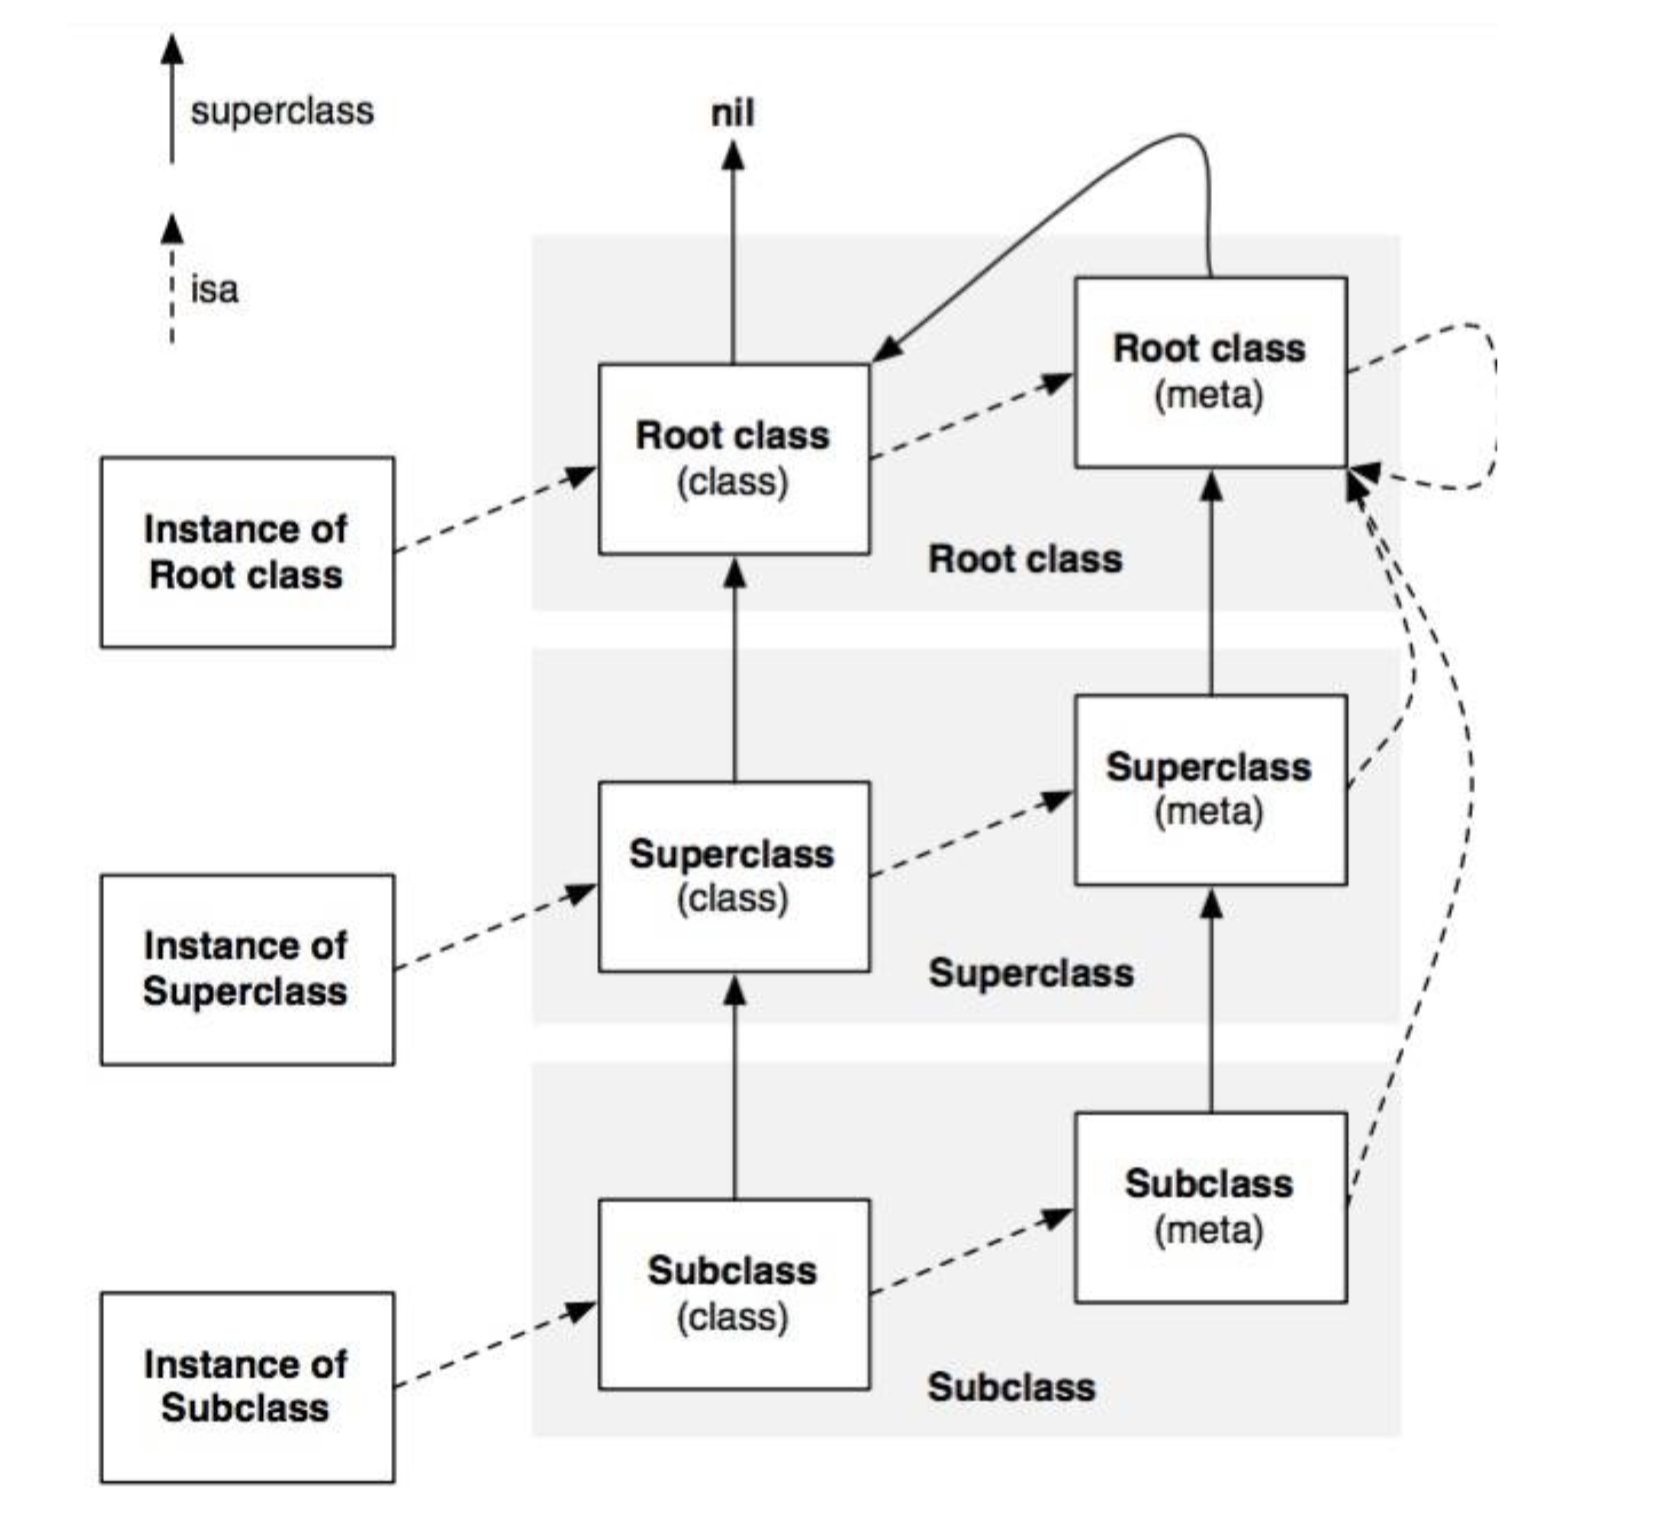 superclass
isa
nil
Root class
(meta)
Root class
(class)
Instance of
Root class
Root class
Superclass
(meta)
Superclass
(class)
Instance of
Superclass
Superclass
Subclass
(meta)
Subclass
(class)
Instance of
Subclass
Subclass